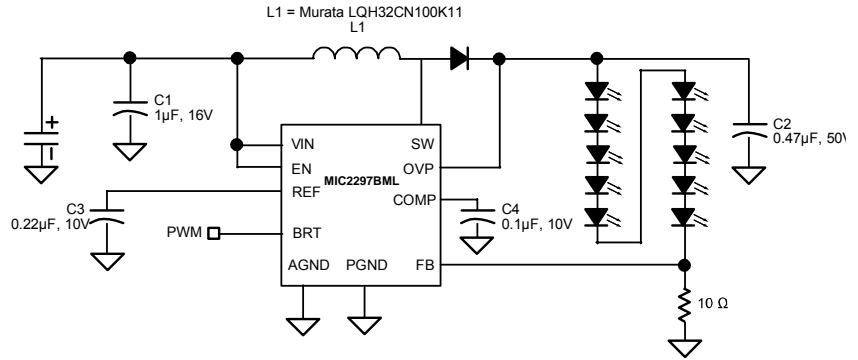 L1 = Murata LQH32CN100K11
L1
C1
1µF, 16V
+
VIN
SW
EN
OVP
MIC2297BML
REF
COMP
C2
0.47µF, 50V
C3
0.22µF, 10V
C4
0.1µF, 10V
PWM
BRT
AGND
PGND
FB
10 Ω